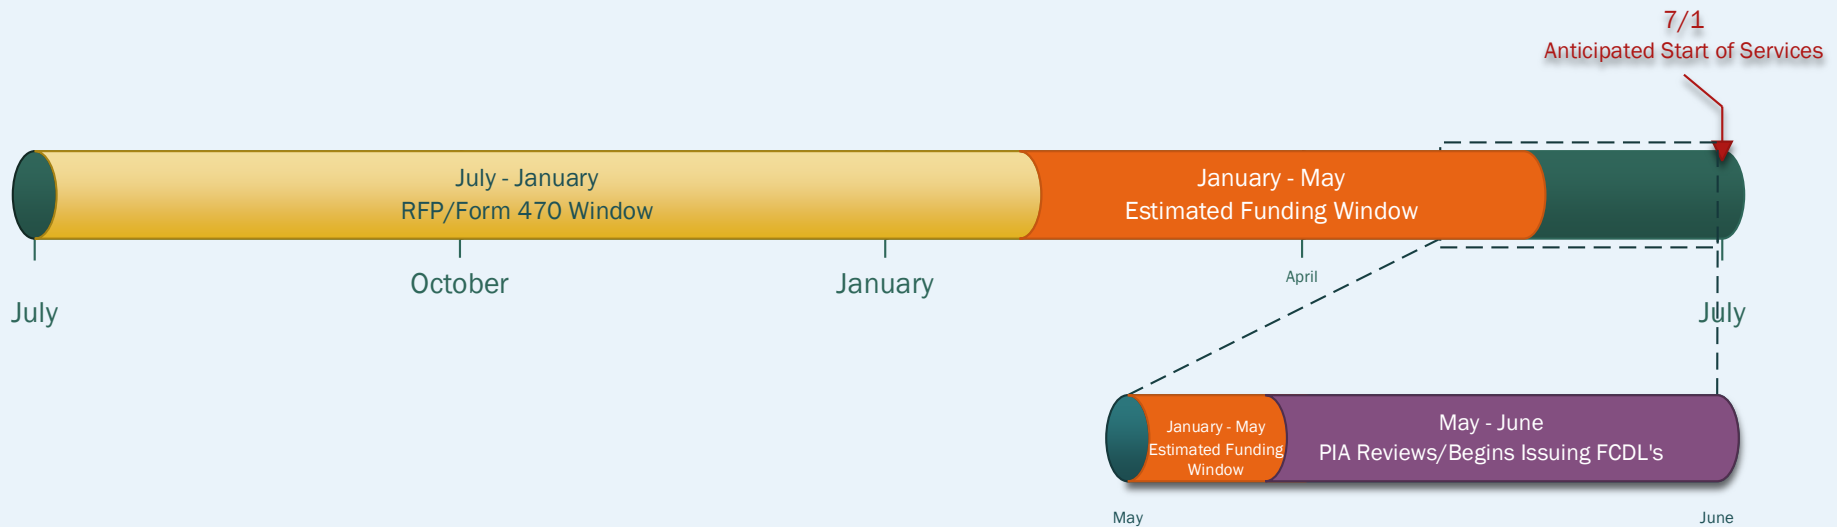 7/1
Anticipated Start of Services
July - January
RFP/Form 470 Window
January - May
Estimated Funding Window
July
October
January
April
July
January - May
Estimated Funding
Window
May - June
PIA Reviews/Begins Issuing FCDL's
May
June